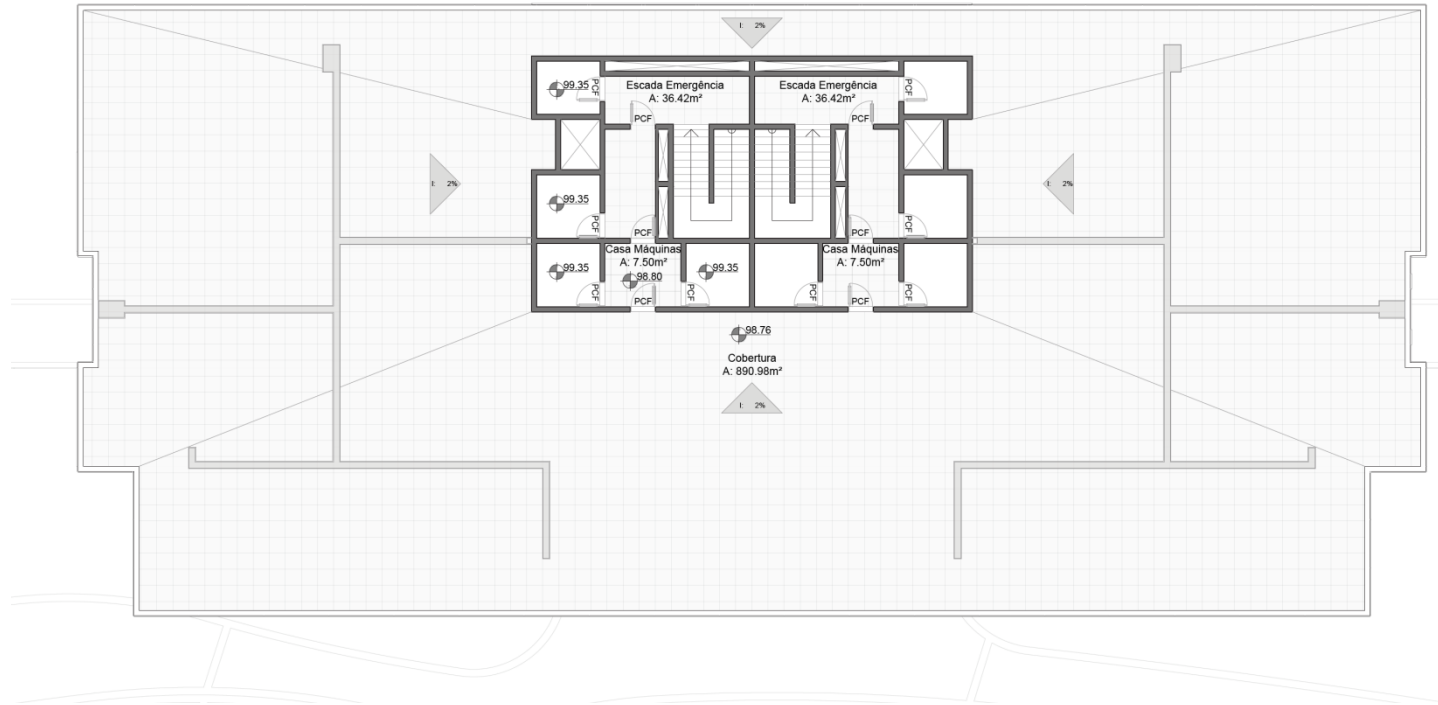 I: 2%
99.35
PCF
Escada Emergência
A: 36.42m²
PCF
Escada Emergência
A: 36.42m²
PCF
PCF
I: 2%
99.35
PCF
PCF
PCF
PCF
I: 2%
99.35
PCF
Casa Máquinas
A: 7.50m²
98.80
PCF
PCF
99.35
Casa Máquinas
A: 7.50m²
PCF
PCF
PCF
98.76
Cobertura
A: 890.98m²
I: 2%